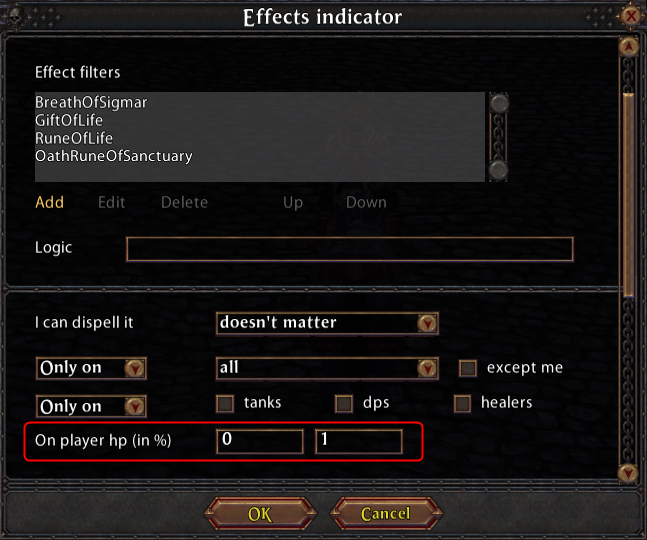 Effects indicator
Effect filters
BreathOfSigmar
GiftOfLife
RuneOfLife
OathRuneOfSanctuary
Add Edit Delete Up Down
Logic
I can dispell it doesn't matter
Only on all except me
Only on tanks dps healers
On player hp (in %) 0 1
OK Cancel